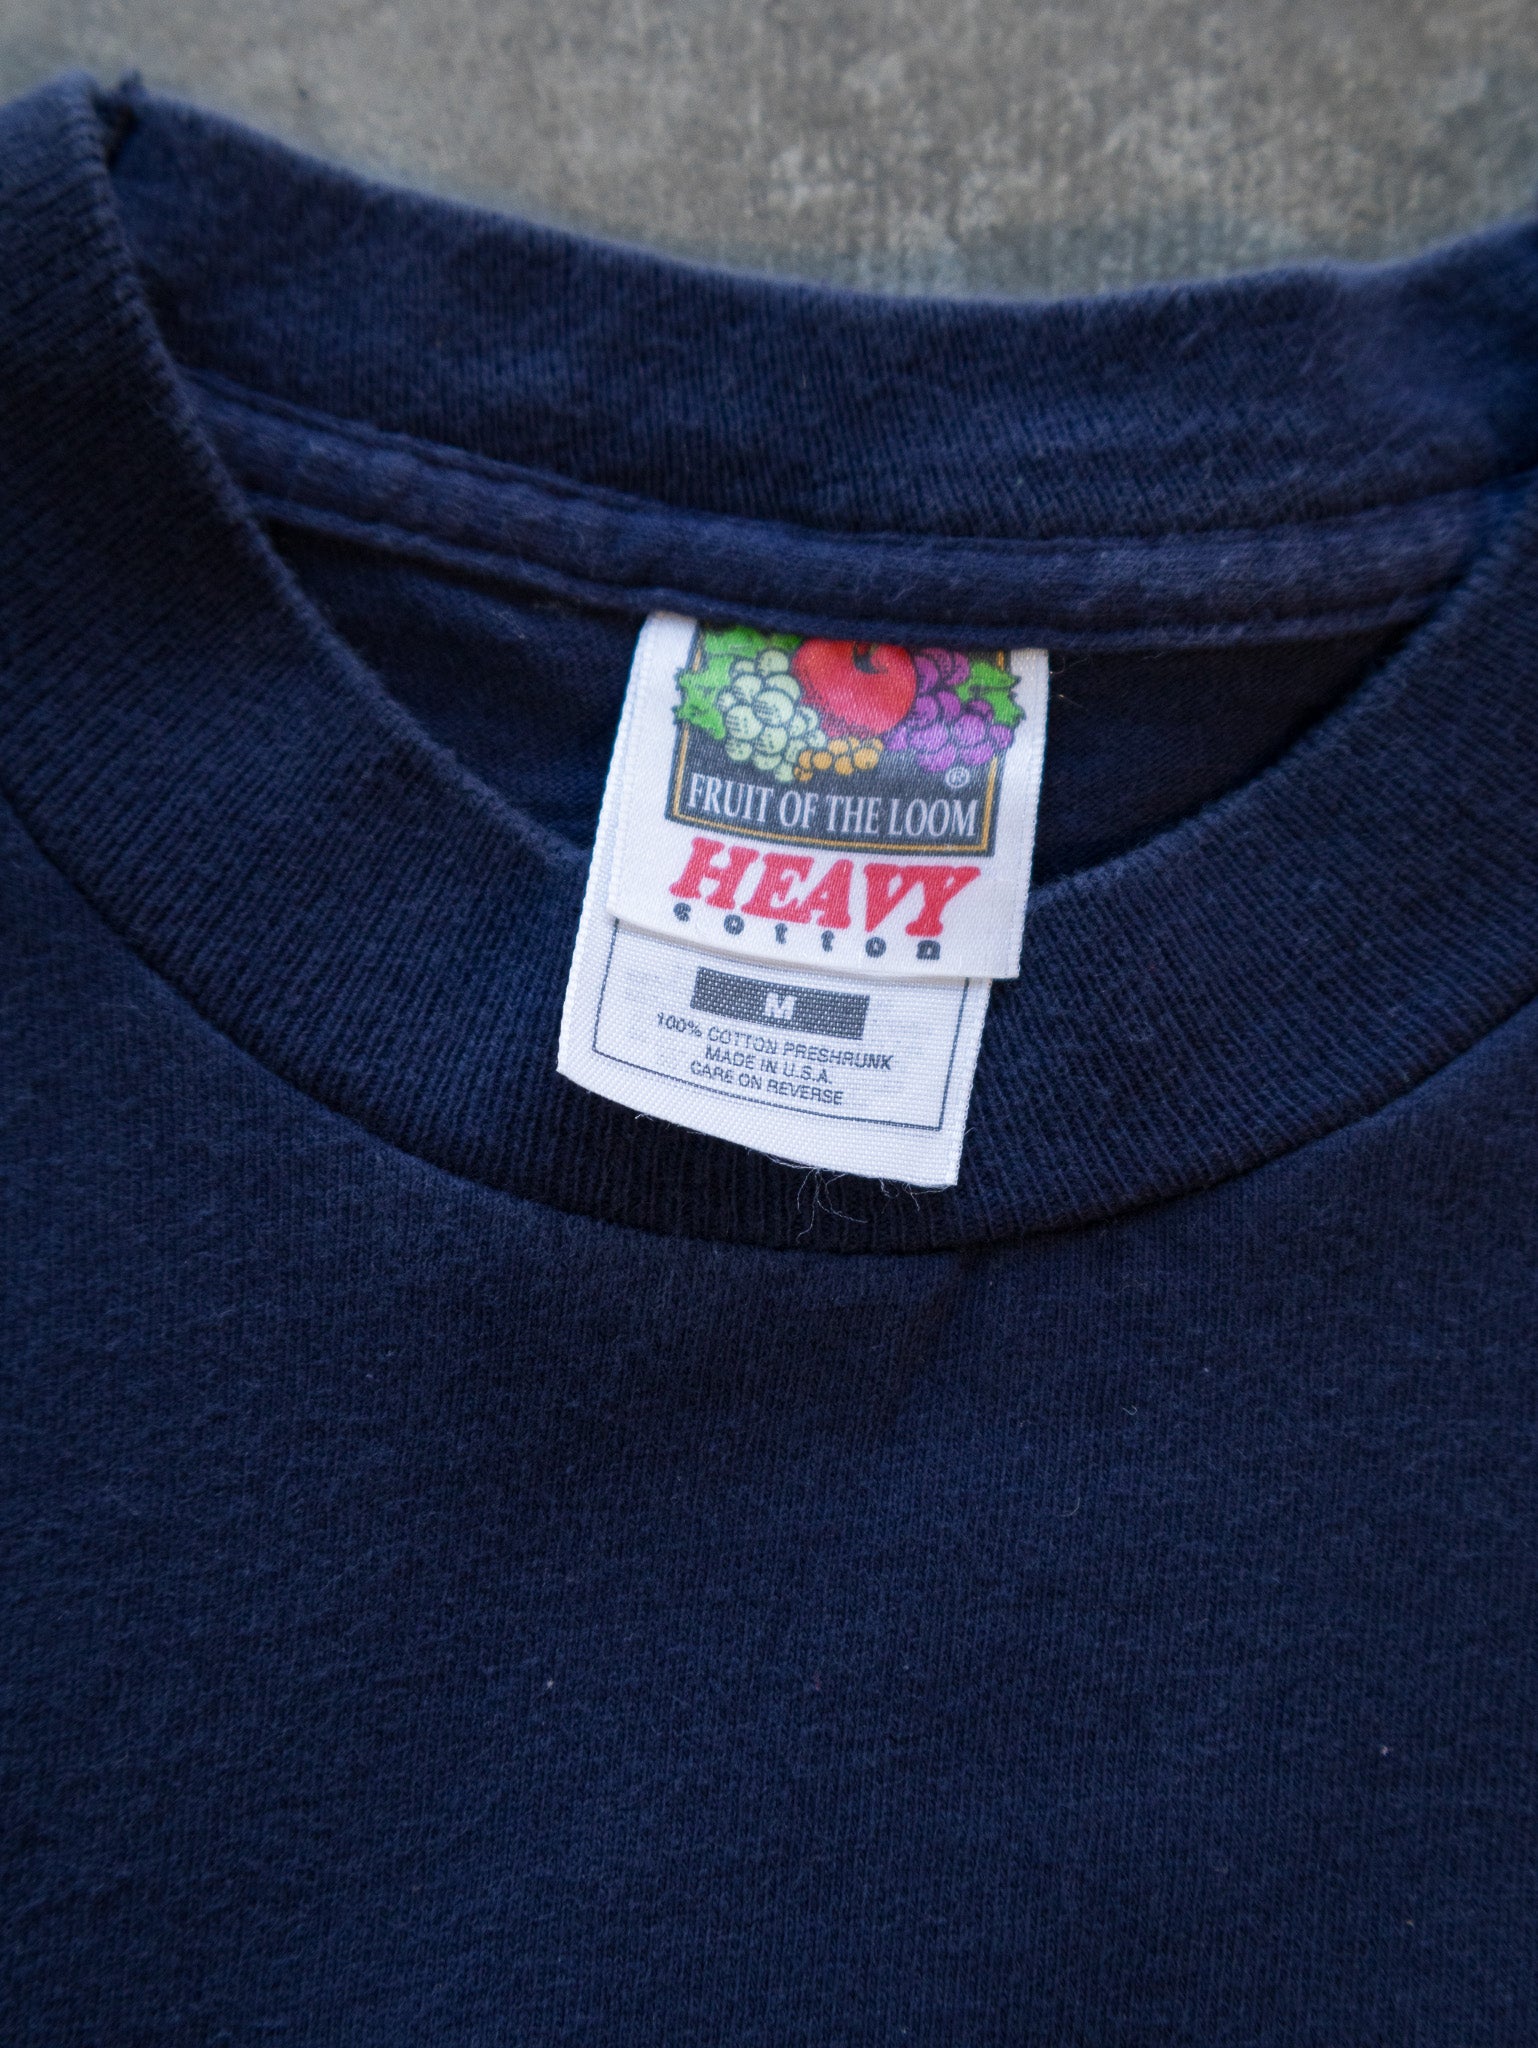 ®
FRUIT OF THE LOOM
HEAVY
cotton
M
100% COTTON PRESHRUNK
MADE IN U.S.A.
CARE ON REVERSE